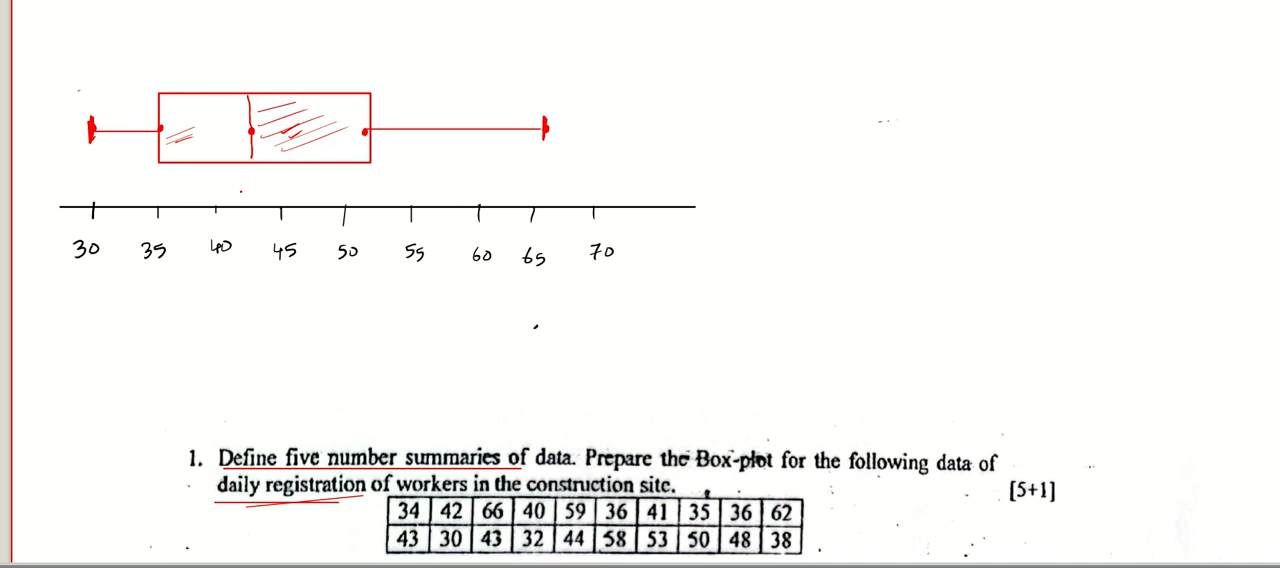 30 35 40 45 50 55 60 65 70
1. Define five number summaries of data. Prepare the Box-plot for the following data of
daily registration of workers in the construction site. [5+1]
34 42 66 40 59 36 41 35 36 62
43 30 43 32 44 58 53 50 48 38